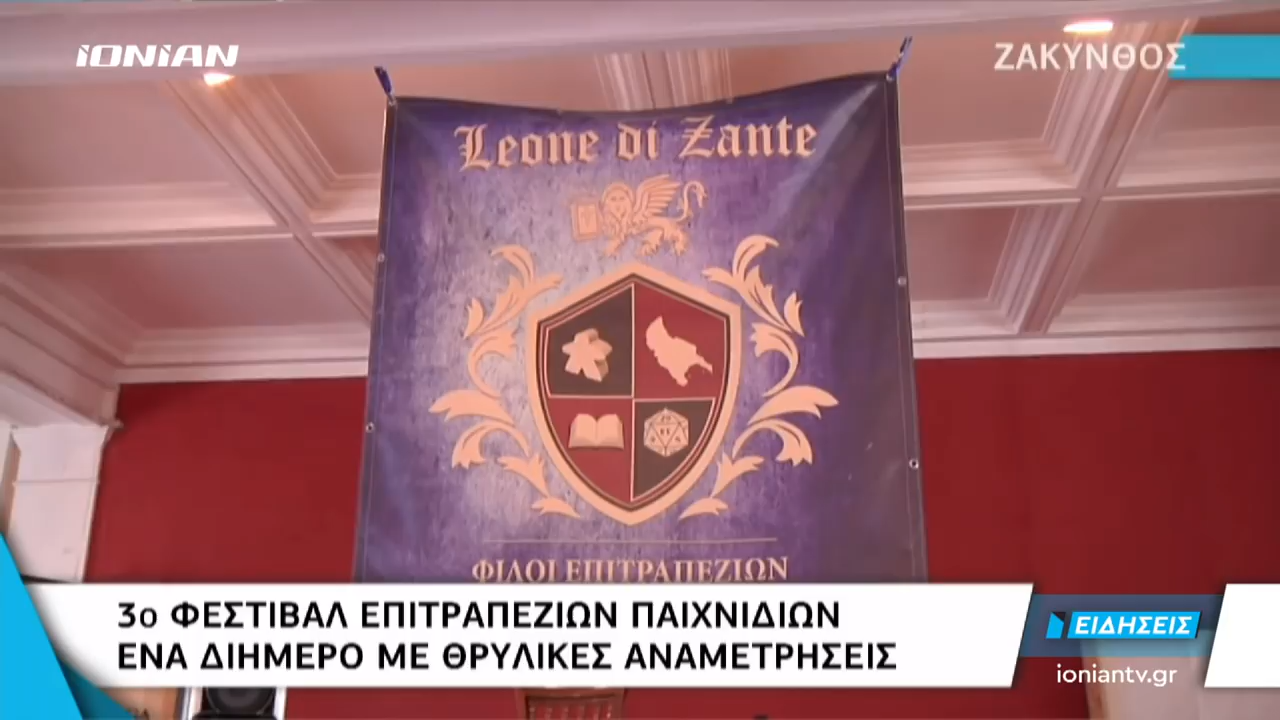 IONIAN
ΖΑΚΥΝΘΟΣ
Leone di Zante
ΦΙΛΟΙ ΕΠΙΤΡΑΠΕΖΙΩΝ
3ο ΦΕΣΤΙΒΑΛ ΕΠΙΤΡΑΠΕΖΙΩΝ ΠΑΙΧΝΙΔΙΩΝ
ΕΝΑ ΔΙΗΜΕΡΟ ΜΕ ΘΡΥΛΙΚΕΣ ΑΝΑΜΕΤΡΗΣΕΙΣ
ΕΙΔΗΣΕΙΣ
ioniantv.gr